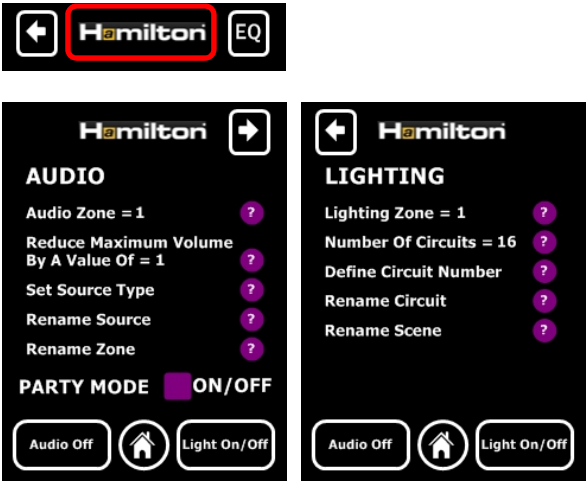 Hamilton EQ
Hamilton
AUDIO
Audio Zone = 1 ?
Reduce Maximum Volume
By A Value Of = 1 ?
Set Source Type ?
Rename Source ?
Rename Zone ?
PARTY MODE ON/OFF
Audio Off Light On/Off
Hamilton
LIGHTING
Lighting Zone = 1 ?
Number Of Circuits = 16 ?
Define Circuit Number ?
Rename Circuit ?
Rename Scene ?
Audio Off Light On/Off